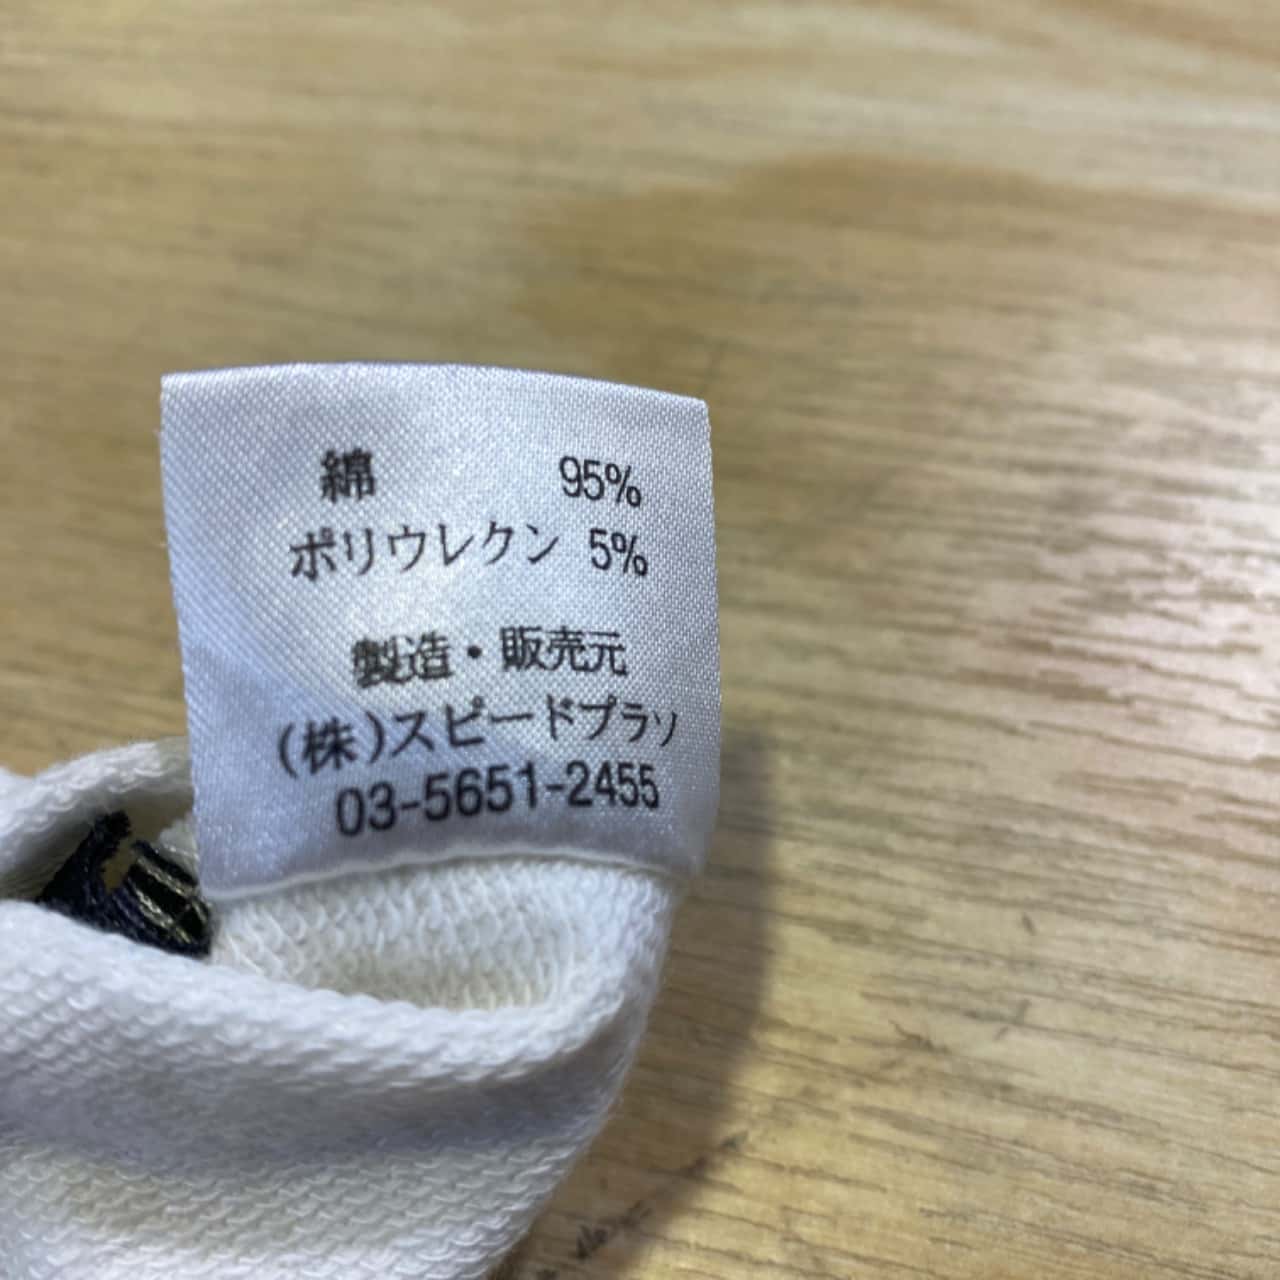 綿 95%
ポリウレタン 5%
製造・販売元
(株)スピードプラソ
03-5651-2455